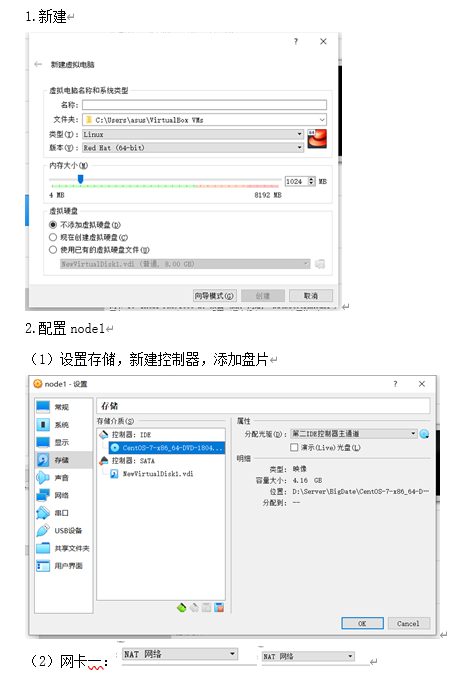 1.新建
? ×
新建虚拟电脑
虚拟电脑名称和系统类型
名称:
文件夹: C:\Users\asus\VirtualBox VMs
类型(T): Linux
版本(V): Red Hat (64-bit)
内存大小(M)
1024 MB
4 MB 8192 MB
虚拟硬盘
不添加虚拟硬盘(D)
现在创建虚拟硬盘(C)
使用已有的虚拟硬盘文件(U)
NewVirtualDisk1.vdi (普通, 8.00 GB)
向导模式(G) 创建 取消
2.配置 node1
（1）设置存储，新建控制器，添加盘片
node1 - 设置 ? ×
常规
系统
显示
存储
声音
网络
串口
USB设备
共享文件夹
用户界面
存储
存储介质(S)
控制器: IDE
CentOS-7-x86_64-DVD-1804...
控制器: SATA
NewVirtualDisk1.vdi
属性
分配光驱(D): 第二IDE控制器主通道
演示(Live)光盘(L)
明细
类型: 映像
容量大小: 4.16 GB
位置: D:\Server\BigDate\CentOS-7-x86_64-D--
分配到: --
OK Cancel
（2）网卡一： NAT 网络 NAT 网络